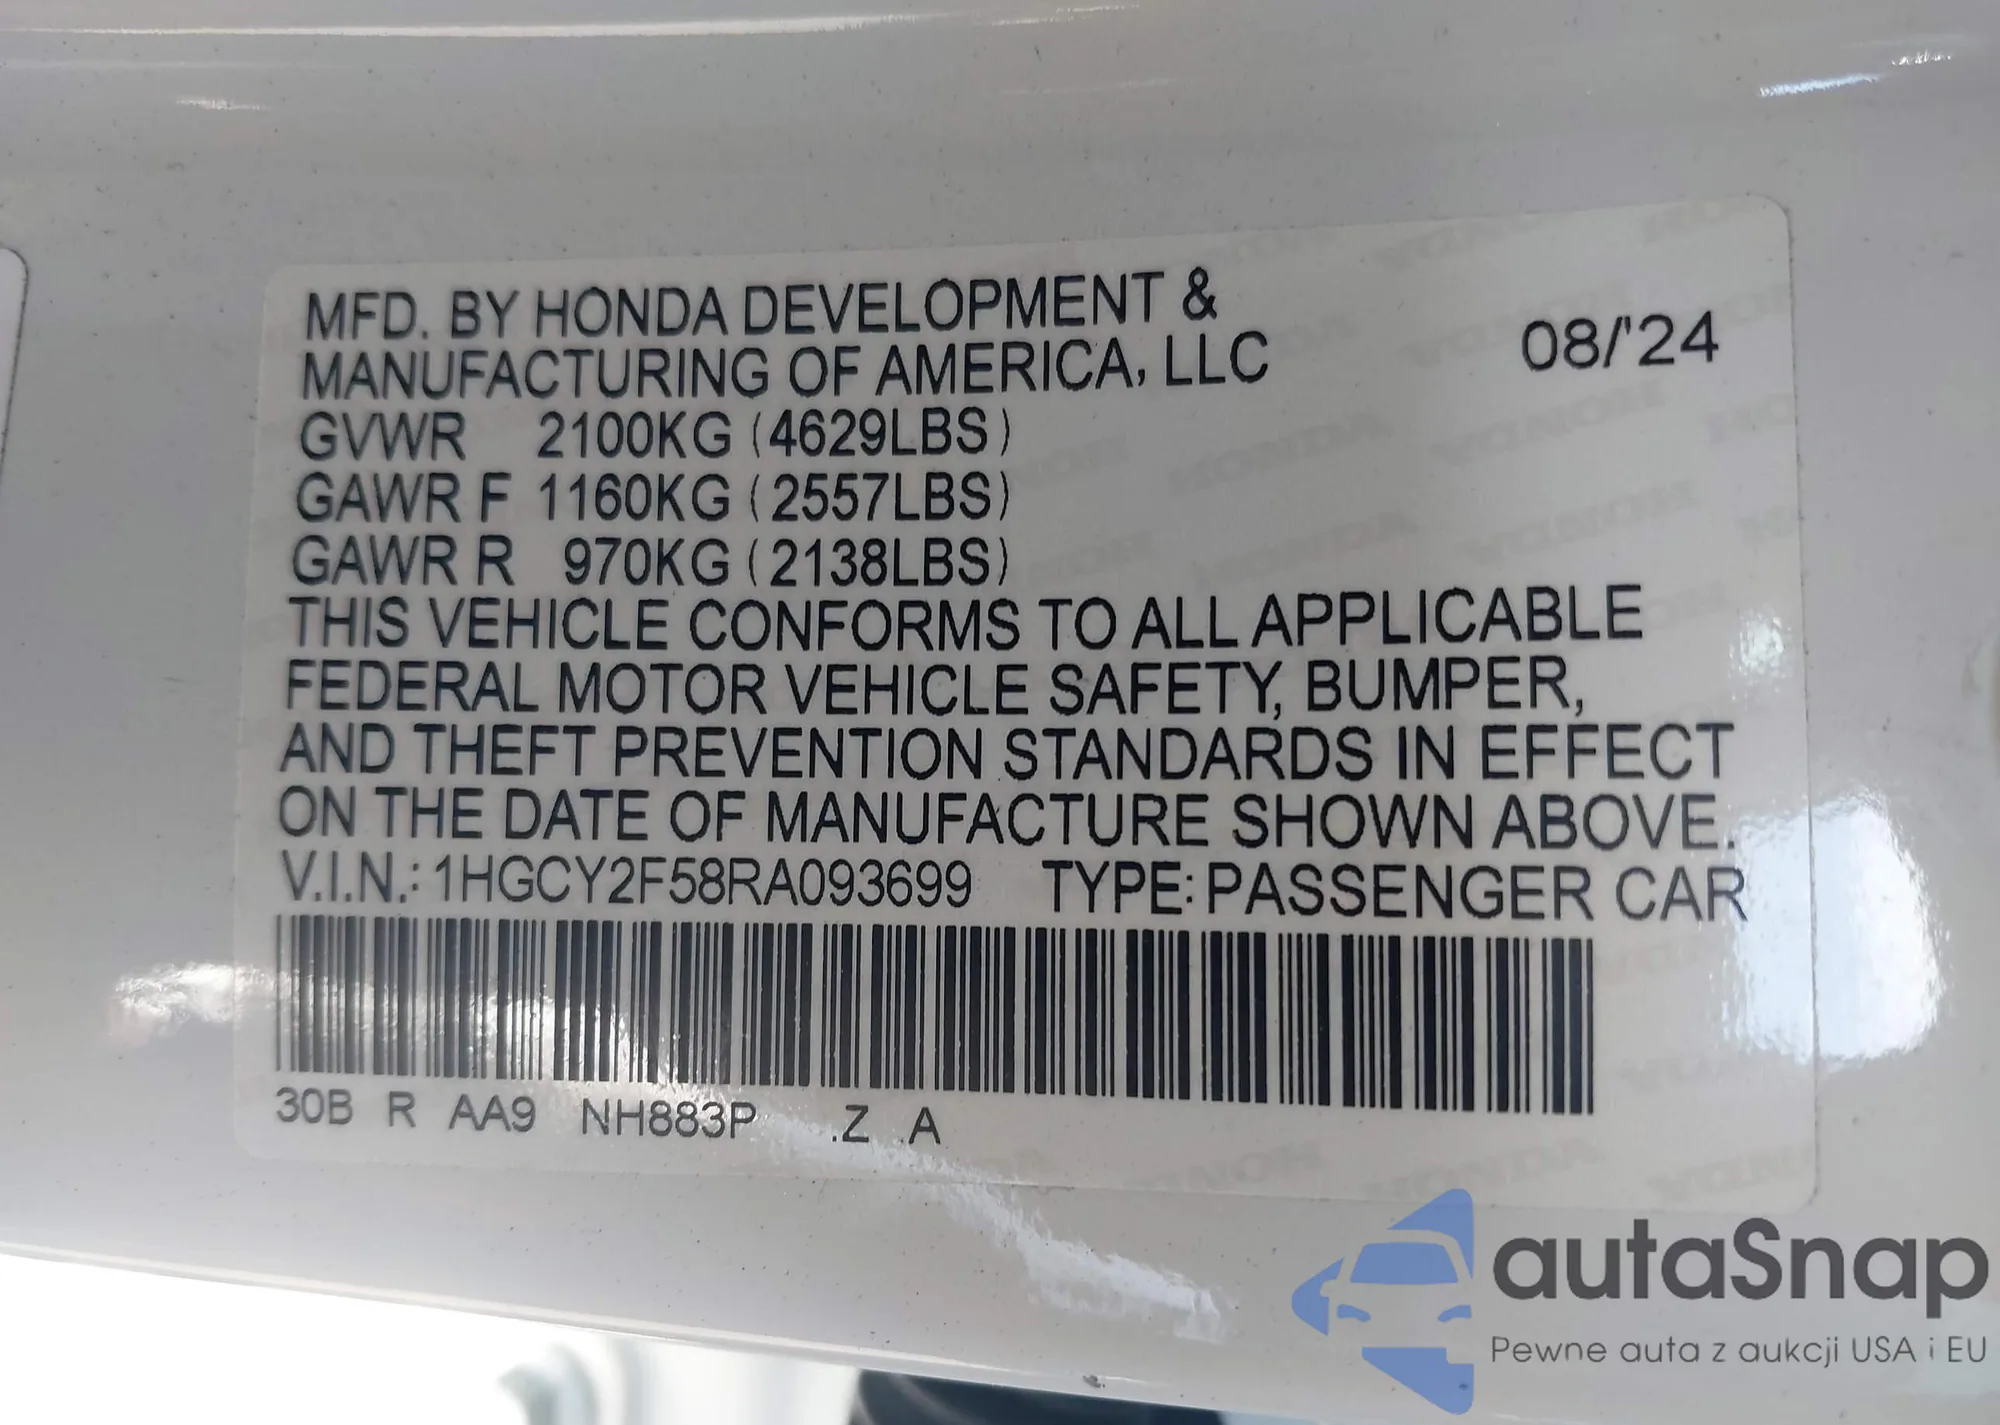 MFD. BY HONDA DEVELOPMENT &
MANUFACTURING OF AMERICA, LLC
08/'24
GVWR 2100KG (4629LBS)
GAWR F 1160KG (2557LBS)
GAWR R 970KG (2138LBS)
THIS VEHICLE CONFORMS TO ALL APPLICABLE
FEDERAL MOTOR VEHICLE SAFETY, BUMPER,
AND THEFT PREVENTION STANDARDS IN EFFECT
ON THE DATE OF MANUFACTURE SHOWN ABOVE.
V.I.N.: 1HGCY2F58RA093699 TYPE: PASSENGER CAR
30B R AA9 NH883P .Z .A
autaSnap
Pewne auta z aukcji USA i EU